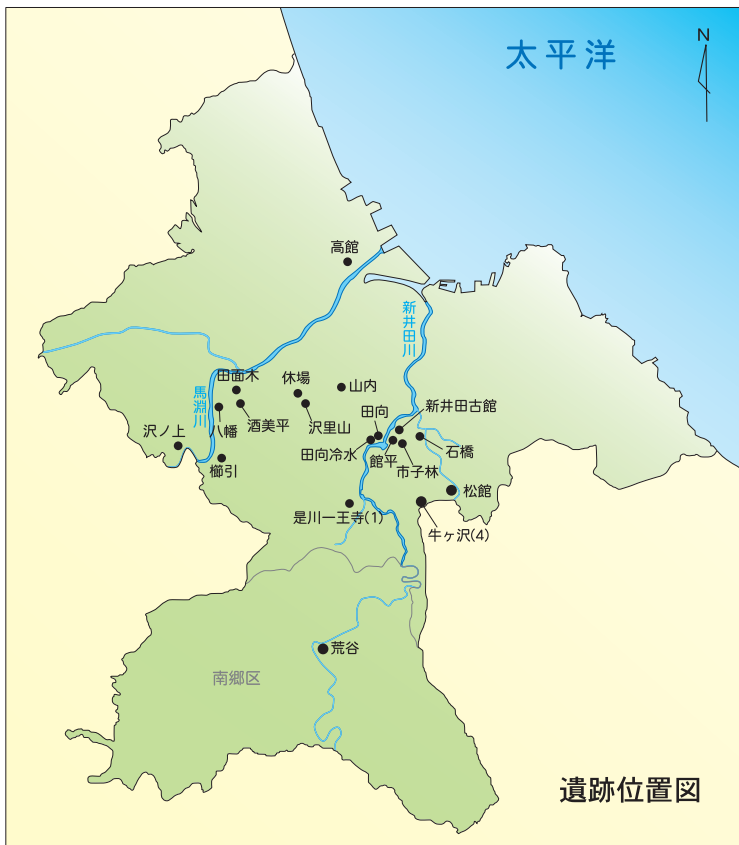 太平洋
N
高館
新井田川
馬淵川
田面木
休場
山内
八幡
酒美平
沢里山
田向
新井田古館
沢ノ上
櫛引
田向冷水
館平
市子林
石橋
松館
是川一王寺(1)
牛ヶ沢(4)
荒谷
南郷区
遺跡位置図